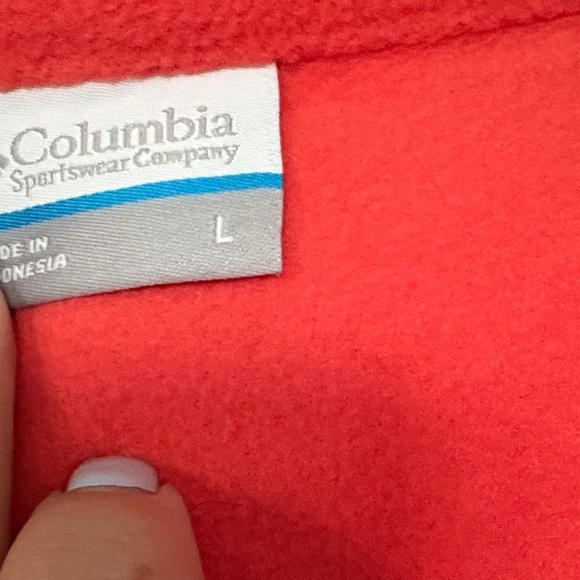 Columbia
Sportswear Company
L
DE IN
ONESIA